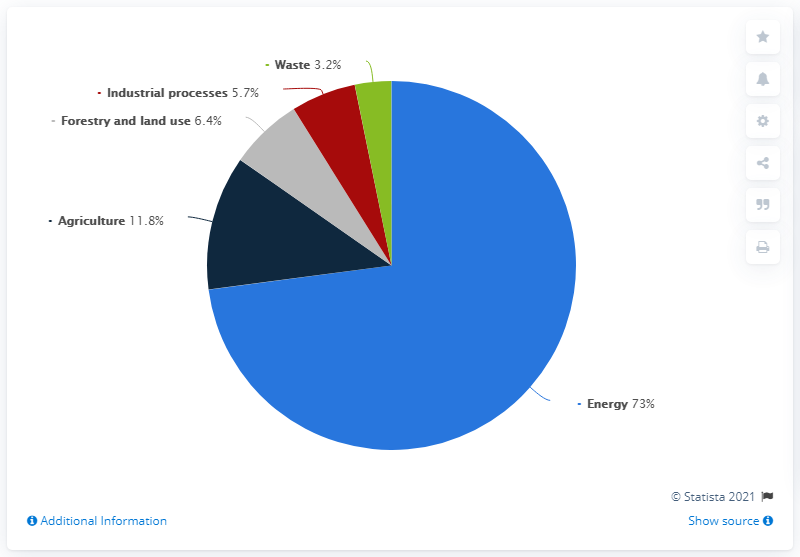 Waste 3.2%
Industrial processes 5.7%
Forestry and land use 6.4%
Agriculture 11.8%
Energy 73%
© Statista 2021
Additional Information
Show source